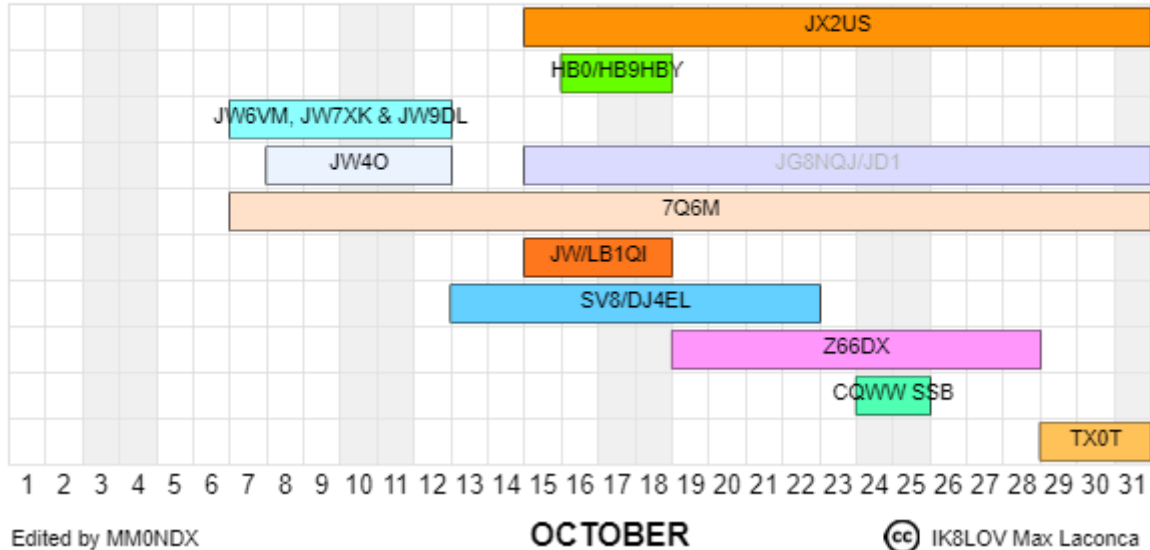 JX2US
HB0/HB9HBY
JW6VM, JW7XK & JW9DL
JW4O JG8NQJ/JD1
7Q6M
JW/LB1QI
SV8/DJ4EL
Z66DX
CQWW SSB
TX0T
1 2 3 4 5 6 7 8 9 10 11 12 13 14 15 16 17 18 19 20 21 22 23 24 25 26 27 28 29 30 31
Edited by MM0NDX OCTOBER cc IK8LOV Max Laconca